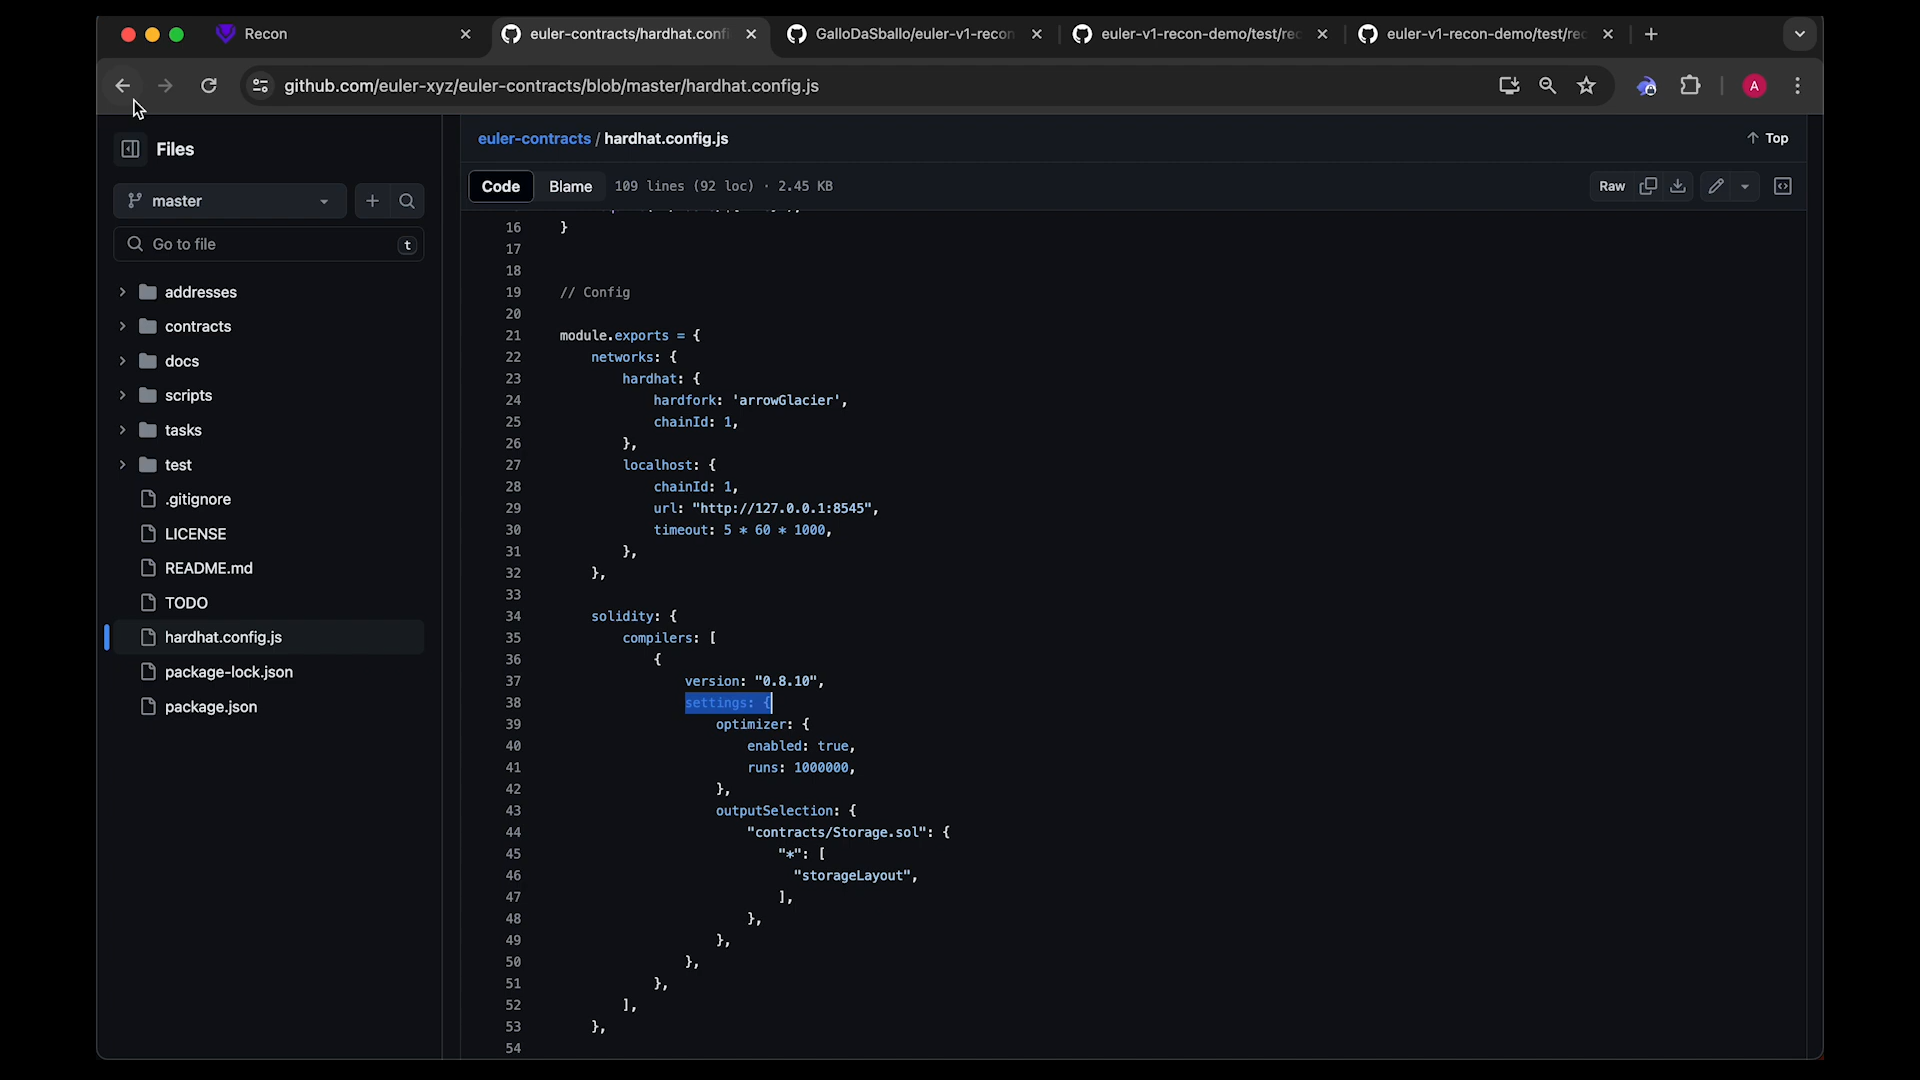 Recon
euler-contracts/hardhat.conf
GalloDaSballo/euler-v1-recon
euler-v1-recon-demo/test/re
euler-v1-recon-demo/test/re
github.com/euler-xyz/euler-contracts/blob/master/hardhat.config.js
A
Files
master
Go to file
t
addresses
contracts
docs
scripts
tasks
test
.gitignore
LICENSE
README.md
TODO
hardhat.config.js
package-lock.json
package.json
euler-contracts / hardhat.config.js
Top
Code Blame 109 lines (92 loc) · 2.45 KB
Raw
16 }
17
18
19 // Config
20
21 module.exports = {
22 networks: {
23 hardhat: {
24 hardfork: 'arrowGlacier',
25 chainId: 1,
26 },
27 localhost: {
28 chainId: 1,
29 url: "http://127.0.0.1:8545",
30 timeout: 5 * 60 * 1000,
31 },
32 },
33
34 solidity: {
35 compilers: [
36 {
37 version: "0.8.10",
38 settings: {
39 optimizer: {
40 enabled: true,
41 runs: 1000000,
42 },
43 outputSelection: {
44 "contracts/Storage.sol": {
45 "*": [
46 "storageLayout",
47 ],
48 },
49 },
50 },
51 },
52 ],
53 },
54